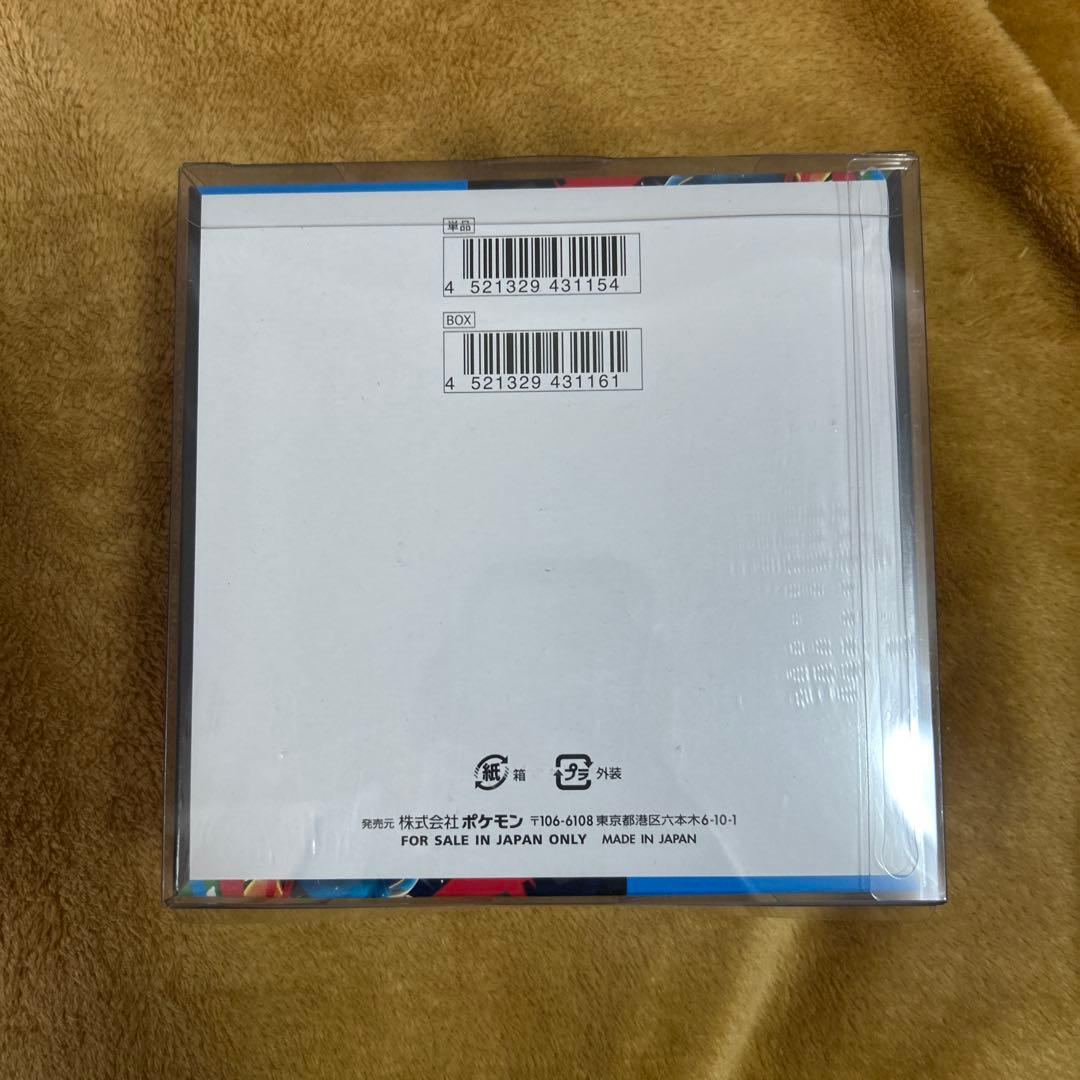 単品
4 521329 431154
BOX
4 521329 431161
紙 箱 プラ 外装
発売元 株式会社 ポケモン 〒106-6108 東京都港区六本木6-10-1
FOR SALE IN JAPAN ONLY MADE IN JAPAN